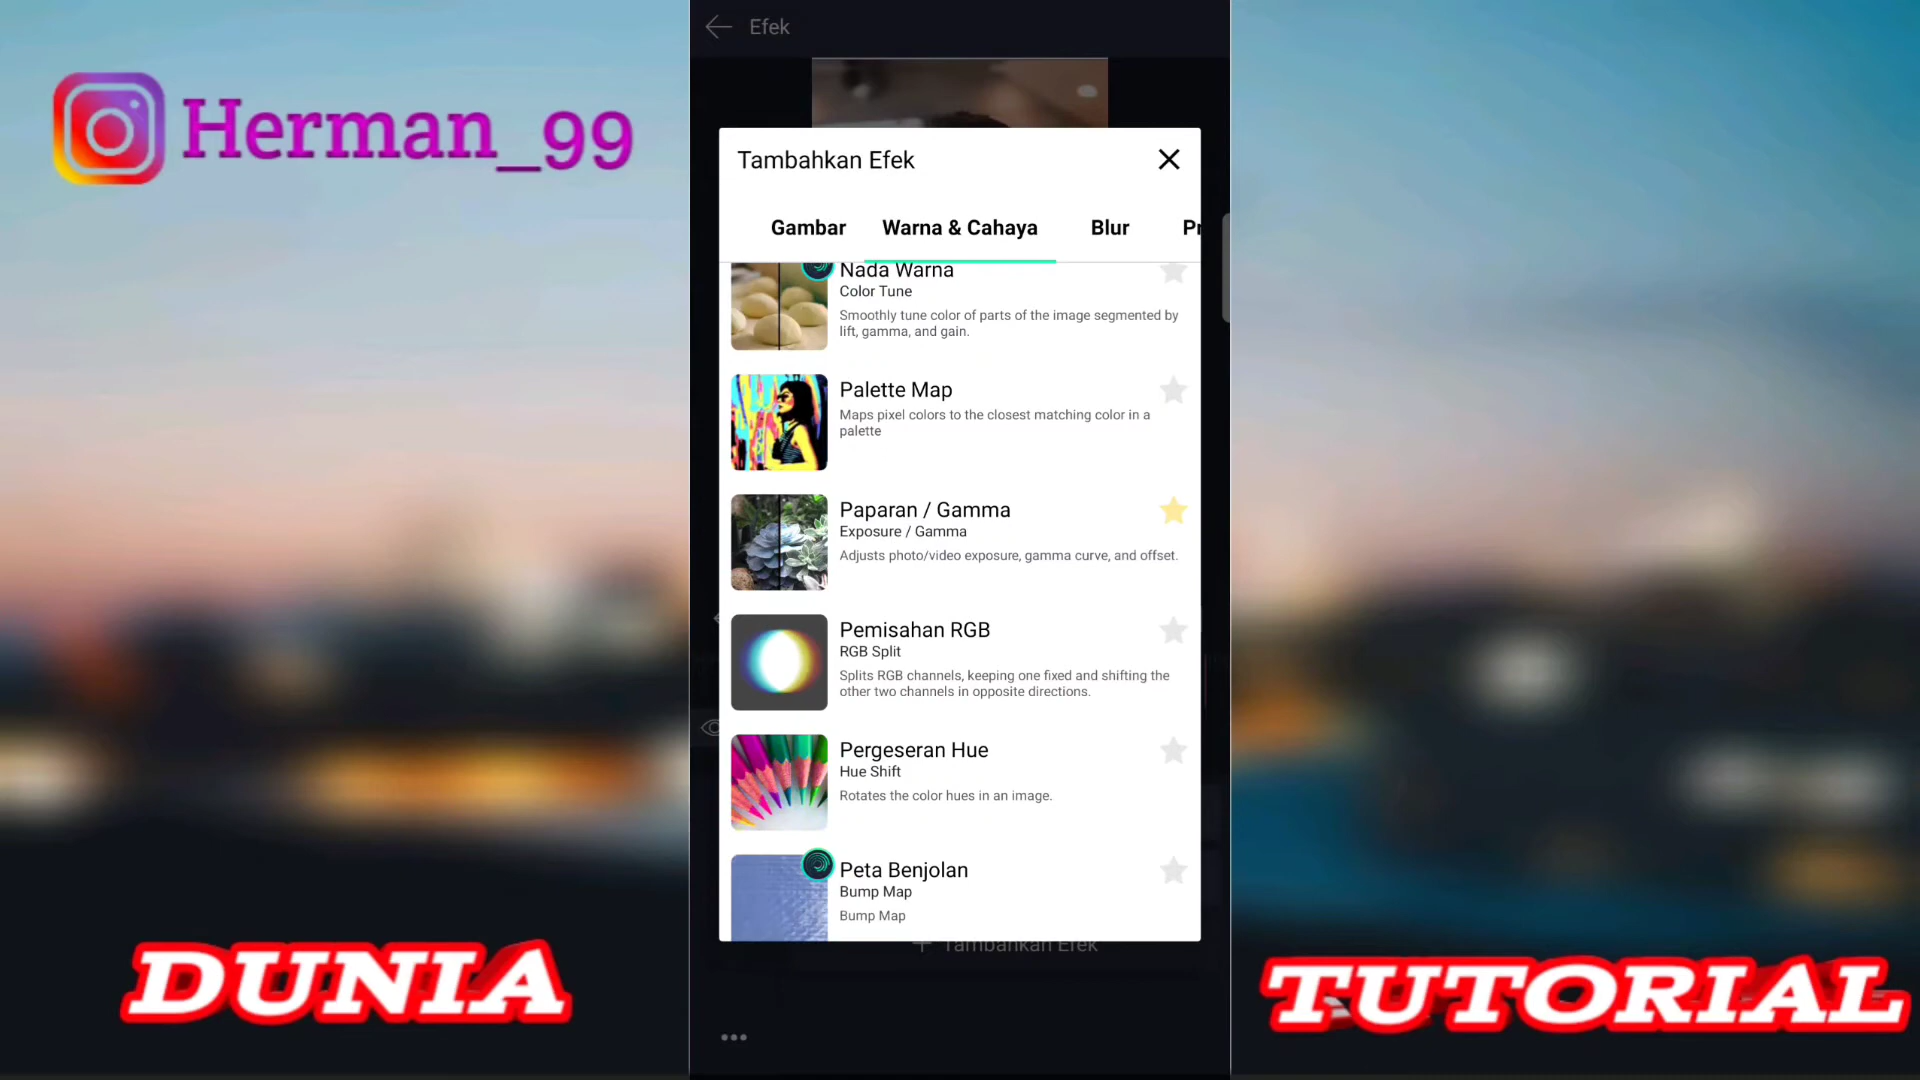 Efek
Herman_99
Tambahkan Efek
Gambar Warna & Cahaya Blur Pr
Nada Warna
Color Tune
Smoothly tune color of parts of the image segmented by
lift, gamma, and gain.
Palette Map
Maps pixel colors to the closest matching color in a
palette
Paparan / Gamma
Exposure / Gamma
Adjusts photo/video exposure, gamma curve, and offset.
Pemisahan RGB
RGB Split
Splits RGB channels, keeping one fixed and shifting the
other two channels in opposite directions.
Pergeseran Hue
Hue Shift
Rotates the color hues in an image.
Peta Benjolan
Bump Map
Bump Map
+ Tambahkan Efek
DUNIA
TUTORIAL